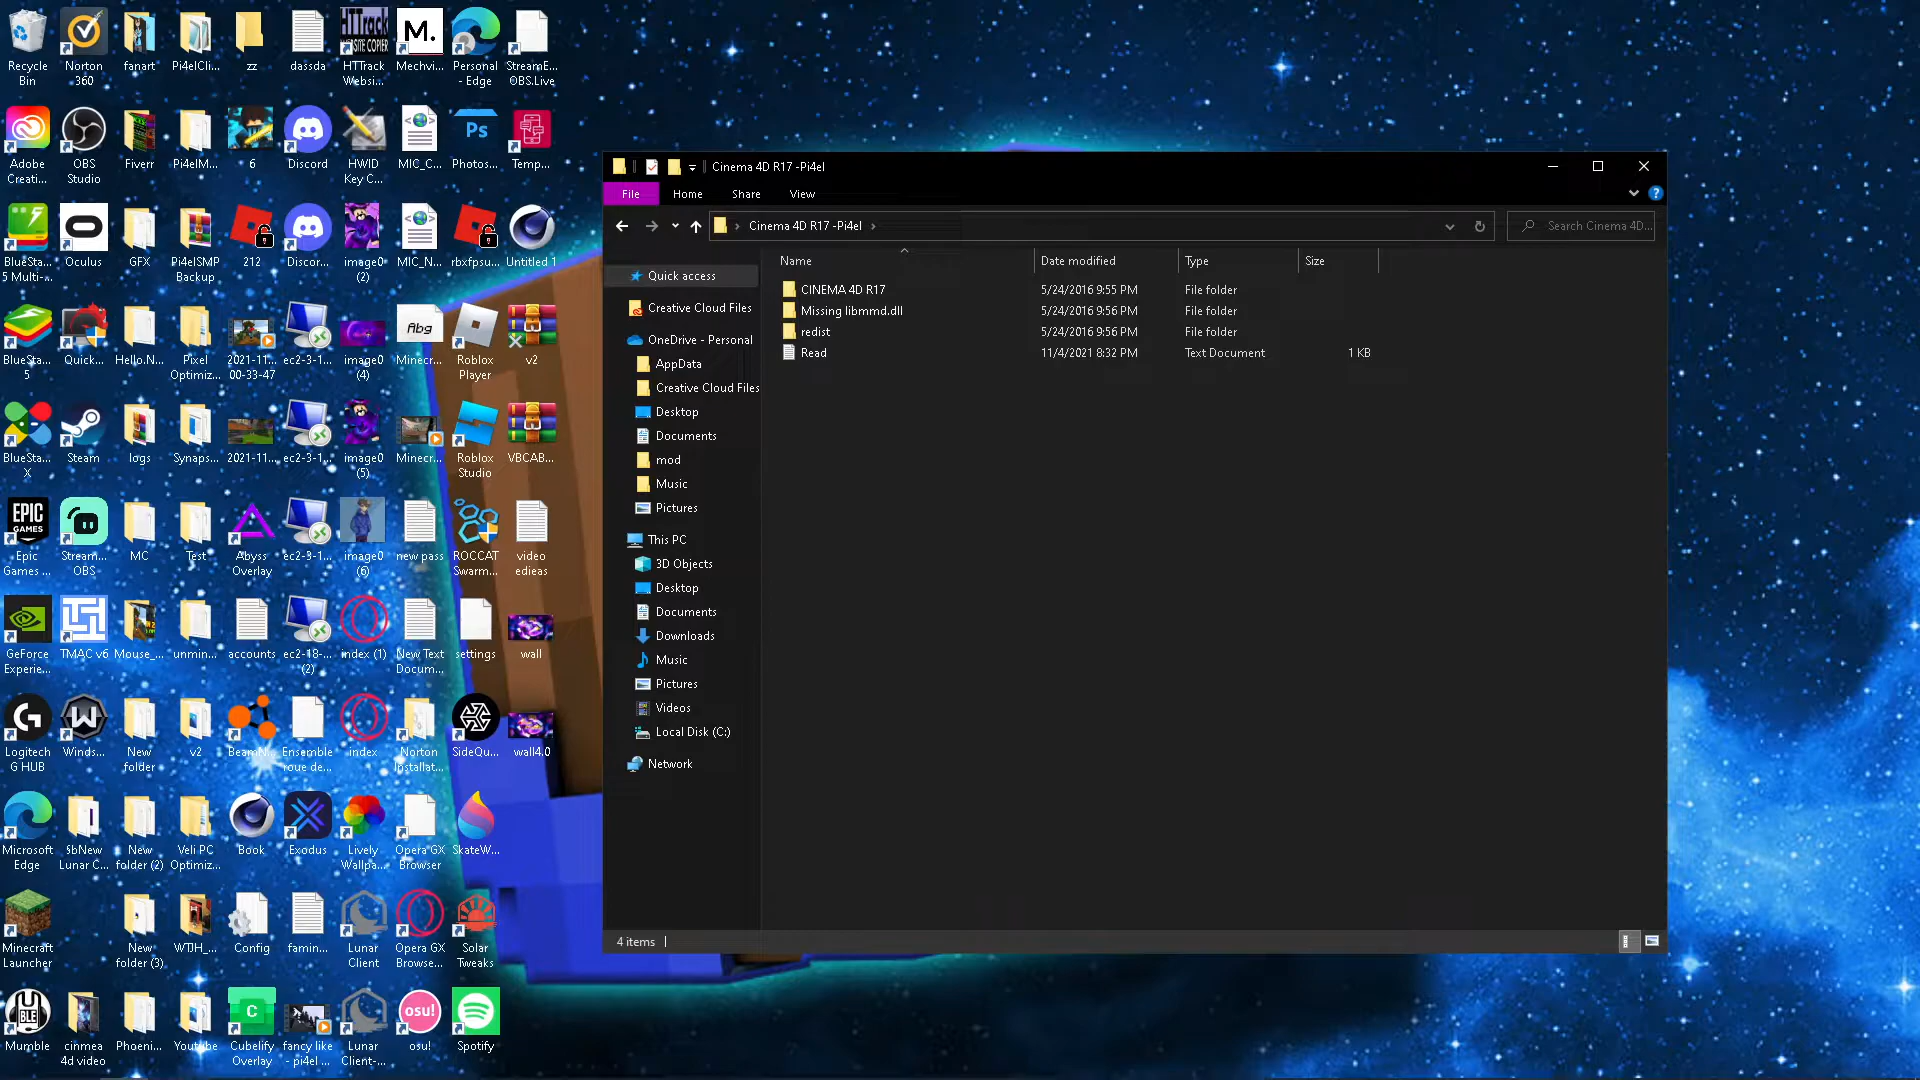 Recycle Bin
Norton 360
fanart
Pi4elCli...
zz
dassda
HTTrack Websi...
Mechvi...
Personal - Edge
StreamE... OBS.Live
Adobe Creati...
OBS Studio
Fiverr
Pi4elM...
6
Discord
HWID Key C...
MIC_C...
Photos...
Temp...
BlueSta... 5 Multi-...
Oculus
GFX
Pi4elSMP Backup
212
Discor...
image0 (2)
MIC_N...
rbxfpsu...
Untitled 1
BlueSta... 5
Quick...
Hello.N...
Pixel Optimiz...
2021-11... 00-33-47
ec2-3-1...
image0 (4)
Minecr...
Roblox Player
v2
BlueSta... X
Steam
logs
Synaps...
2021-11...
ec2-3-1...
image0 (5)
Minecr...
Roblox Studio
VBCAB...
Epic Games ...
Stream... OBS
MC
Test
Abyss Overlay
ec2-3-1...
image0 (6)
new pass
ROCCAT Swarm...
video edieas
GeForce Experie...
TMAC v6
Mouse_...
unmin...
accounts
ec2-18-... (2)
index (1)
New Text Docum...
settings
wall
Logitech G HUB
Winds...
New folder
v2
BeamN...
Ensemble roue de...
index
Norton Installat...
SideQu...
wall4.0
Microsoft Edge
$bNew Lunar C...
New folder (2)
Veli PC Optimiz...
Book
Exodus
Lively Wallpa...
Opera GX Browser
SkateW...
Minecraft Launcher
New folder (3)
WTJH_...
Config
famin...
Lunar Client
Opera GX Browse...
Solar Tweaks
Mumble
cinmea 4d video
Phoeni...
Youtube
Cubelify Overlay
fancy like - pi4el ...
Lunar Client-...
osu!
Spotify
HTTrack
WEBSITE COPIER
M.
Ps
Abg
EPIC GAMES
C
osu!
Cinema 4D R17 -Pi4el
File Home Share View
Cinema 4D R17 -Pi4el
Search Cinema 4D...
Name Date modified Type Size
CINEMA 4D R17 5/24/2016 9:55 PM File folder
Missing libmmd.dll 5/24/2016 9:56 PM File folder
redist 5/24/2016 9:56 PM File folder
Read 11/4/2021 8:32 PM Text Document 1 KB
Quick access
Creative Cloud Files
OneDrive - Personal
AppData
Creative Cloud Files
Desktop
Documents
mod
Music
Pictures
This PC
3D Objects
Desktop
Documents
Downloads
Music
Pictures
Videos
Local Disk (C:)
Network
4 items